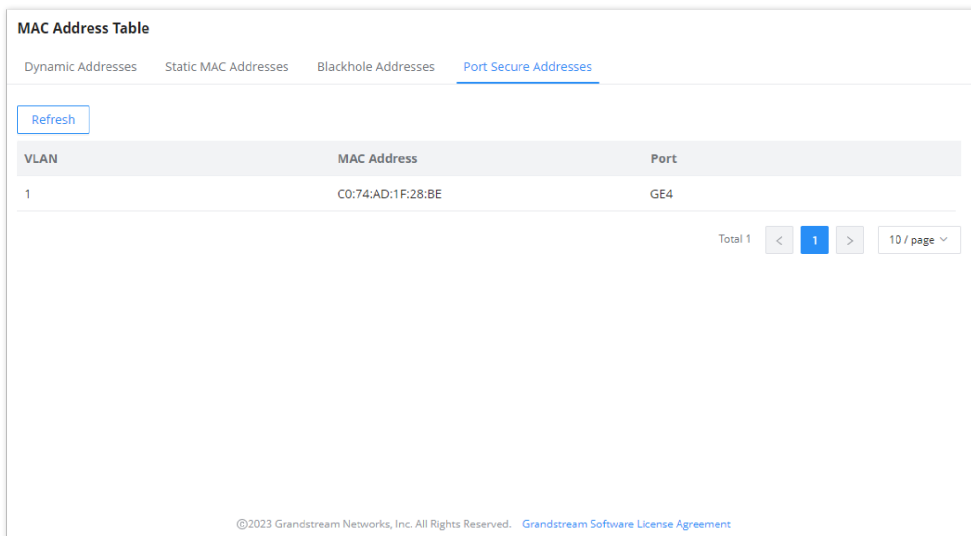 MAC Address Table
Dynamic Addresses Static MAC Addresses Blackhole Addresses Port Secure Addresses
Refresh
VLAN MAC Address Port
1 C0:74:AD:1F:28:BE GE4
Total 1 < 1 > 10 / page
©2023 Grandstream Networks, Inc. All Rights Reserved. Grandstream Software License Agreement